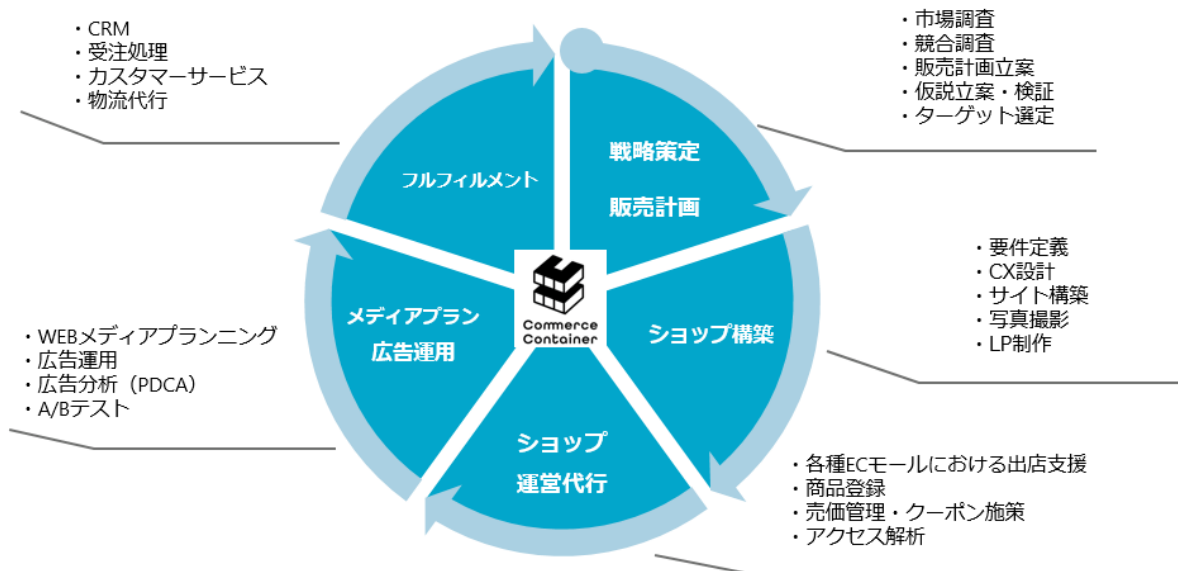 ・CRM
・受注処理
・カスタマーサービス
・物流代行
・市場調査
・競合調査
・販売計画立案
・仮説立案・検証
・ターゲット選定
戦略策定
販売計画
フルフィルメント
・要件定義
・CX設計
・サイト構築
・写真撮影
・LP制作
ショップ構築
Commerce
Container
メディアプラン
広告運用
・WEBメディアプランニング
・広告運用
・広告分析（PDCA）
・A/Bテスト
ショップ
運営代行
・各種ECモールにおける出店支援
・商品登録
・売価管理・クーポン施策
・アクセス解析